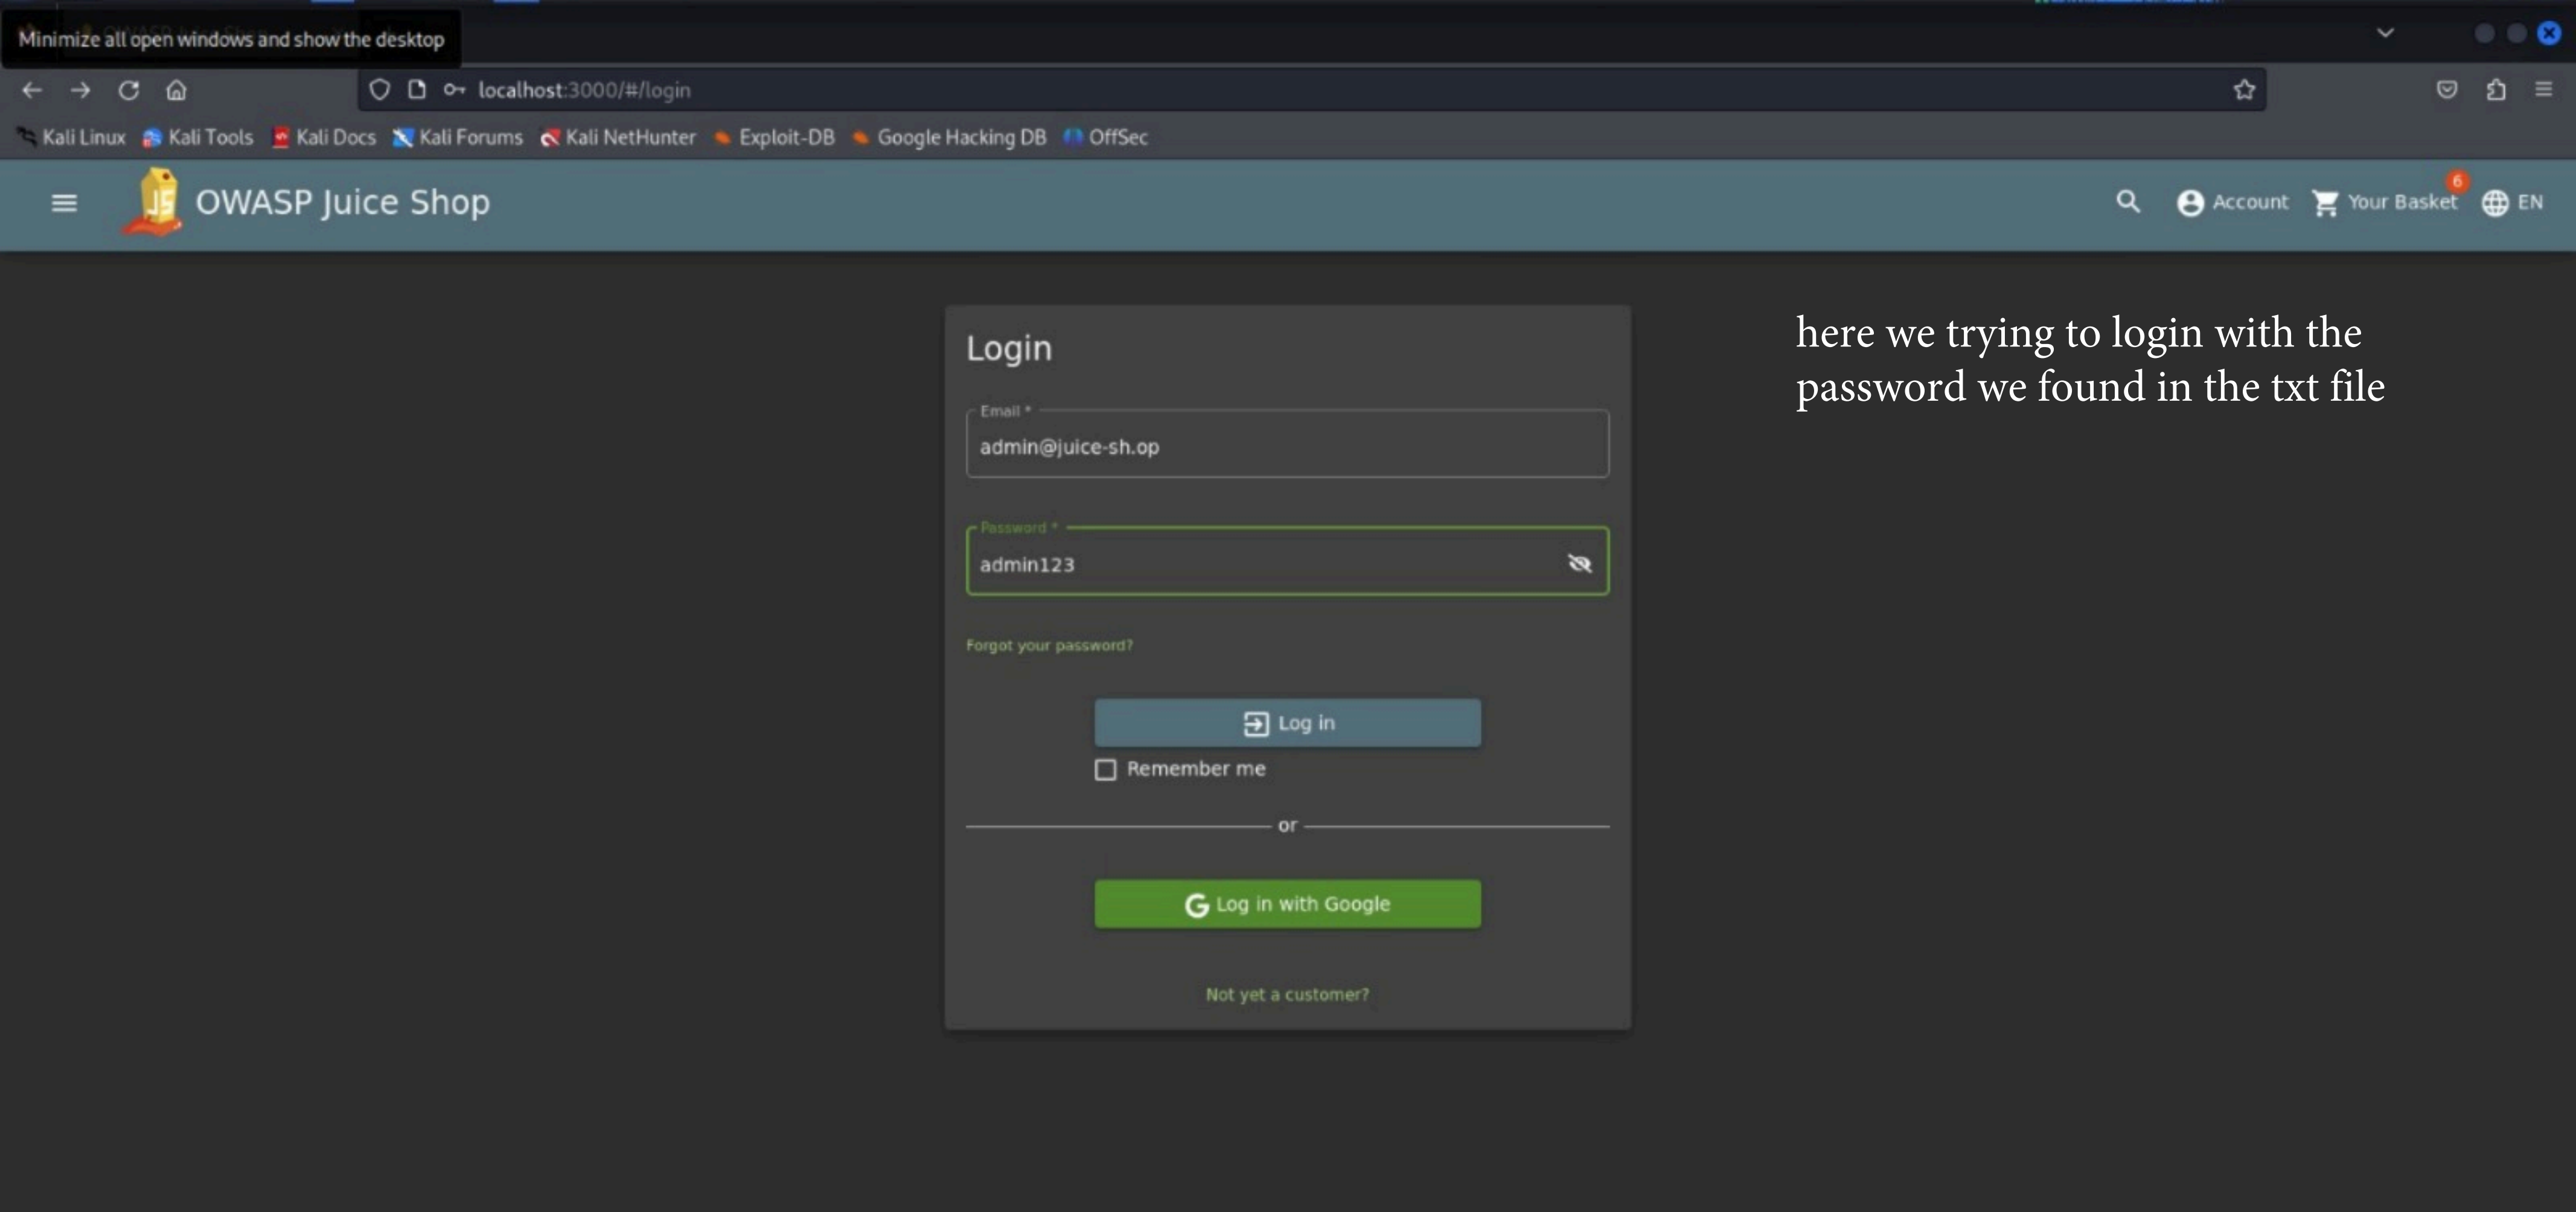 Minimize all open windows and show the desktop
localhost:3000/#/login
Kali Linux Kali Tools Kali Docs Kali Forums Kali NetHunter Exploit-DB Google Hacking DB OffSec
JS OWASP Juice Shop Account Your Basket 6 EN
Login
here we trying to login with the
password we found in the txt file
Email *
admin@juice-sh.op
Password *
admin123
Forgot your password?
Log in
Remember me
or
G Log in with Google
Not yet a customer?